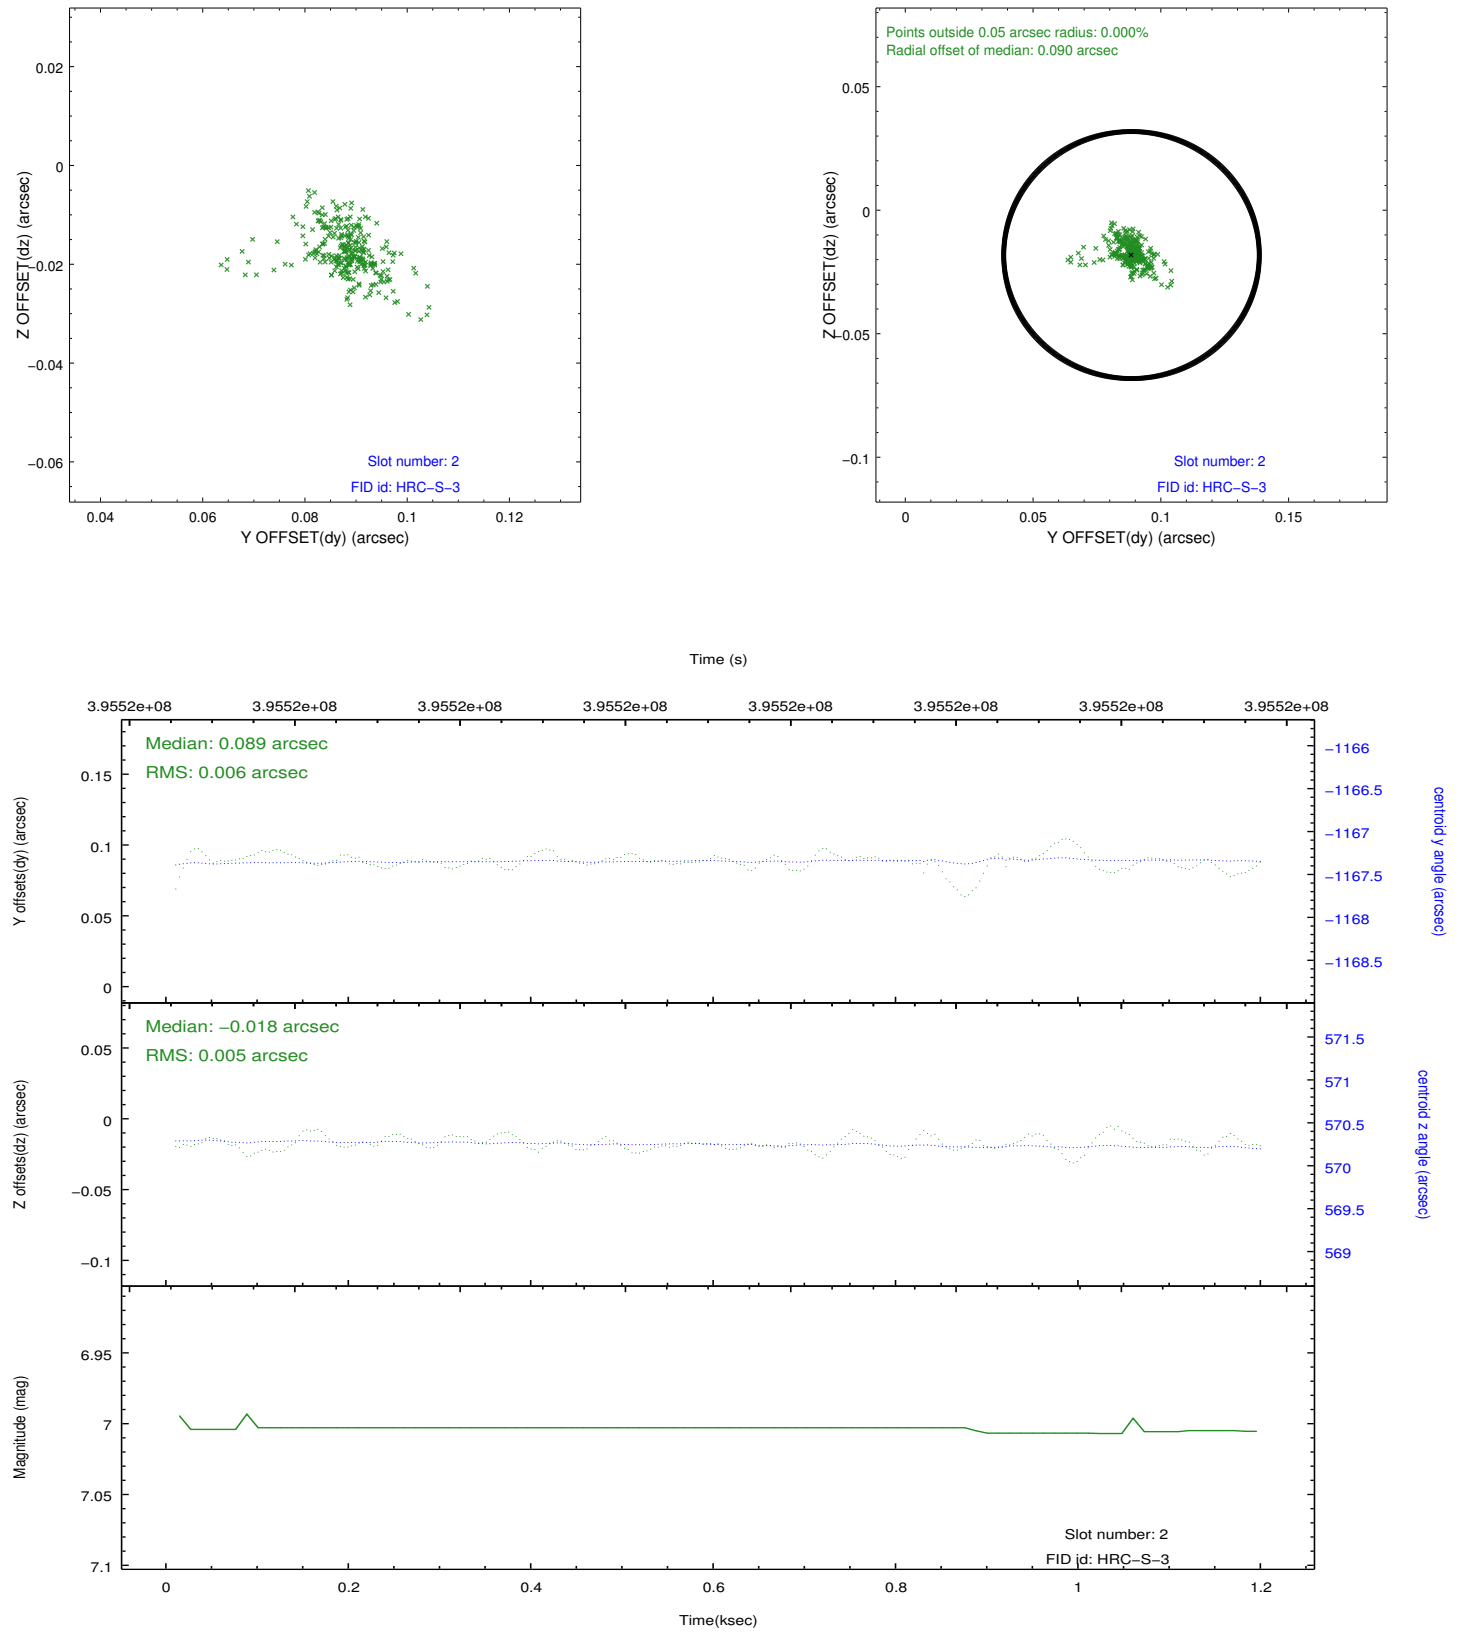 0.02
0
−0.02
−0.04
−0.06
Z OFFSET(dz) (arcsec)
Slot number: 2
FID id: HRC−S−3
0.04 0.06 0.08 0.1 0.12
Y OFFSET(dy) (arcsec)
Points outside 0.05 arcsec radius: 0.000%
Radial offset of median: 0.090 arcsec
0.05
0
−0.05
−0.1
Z OFFSET(dz) (arcsec)
Slot number: 2
FID id: HRC−S−3
0 0.05 0.1 0.15
Y OFFSET(dy) (arcsec)
Time (s)
3.9552e+08 3.9552e+08 3.9552e+08 3.9552e+08 3.9552e+08 3.9552e+08 3.9552e+08 3.9552e+08
Median: 0.089 arcsec
RMS: 0.006 arcsec
0.15
0.1
0.05
0
Y offsets(dy) (arcsec)
−1166
−1166.5
−1167
−1167.5
−1168
−1168.5
centroid y angle (arcsec)
Median: −0.018 arcsec
RMS: 0.005 arcsec
0.05
0
−0.05
−0.1
Z offsets(dz) (arcsec)
571.5
571
570.5
570
569.5
569
centroid z angle (arcsec)
6.95
7
7.05
7.1
Magnitude (mag)
Slot number: 2
FID id: HRC−S−3
0 0.2 0.4 0.6 0.8 1 1.2
Time(ksec)